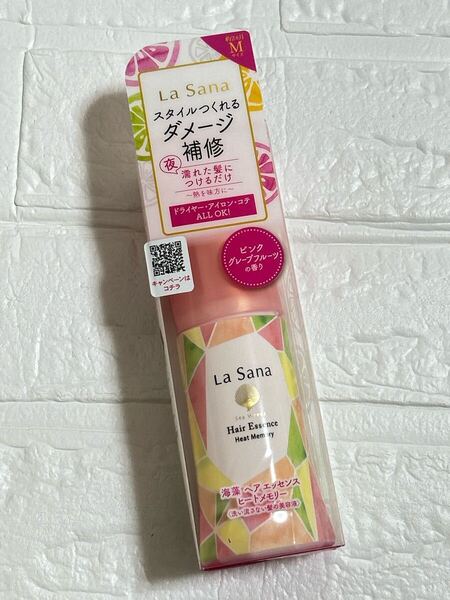 約2ヵ月
M
サイズ
La Sana
スタイルつくれる
ダメージ
補修
夜
濡れた髪に
つけるだけ
~熱を味方に~
ドライヤー・アイロン・コテ
ALL OK!
キャンペーンは
コチラ
ピンク
グレープフルーツ
の香り
La Sana
Sea Weed
Hair Essence
Heat Memory
海藻 ヘア エッセンス
ヒートメモリー
〈洗い流さない髪の美容液〉